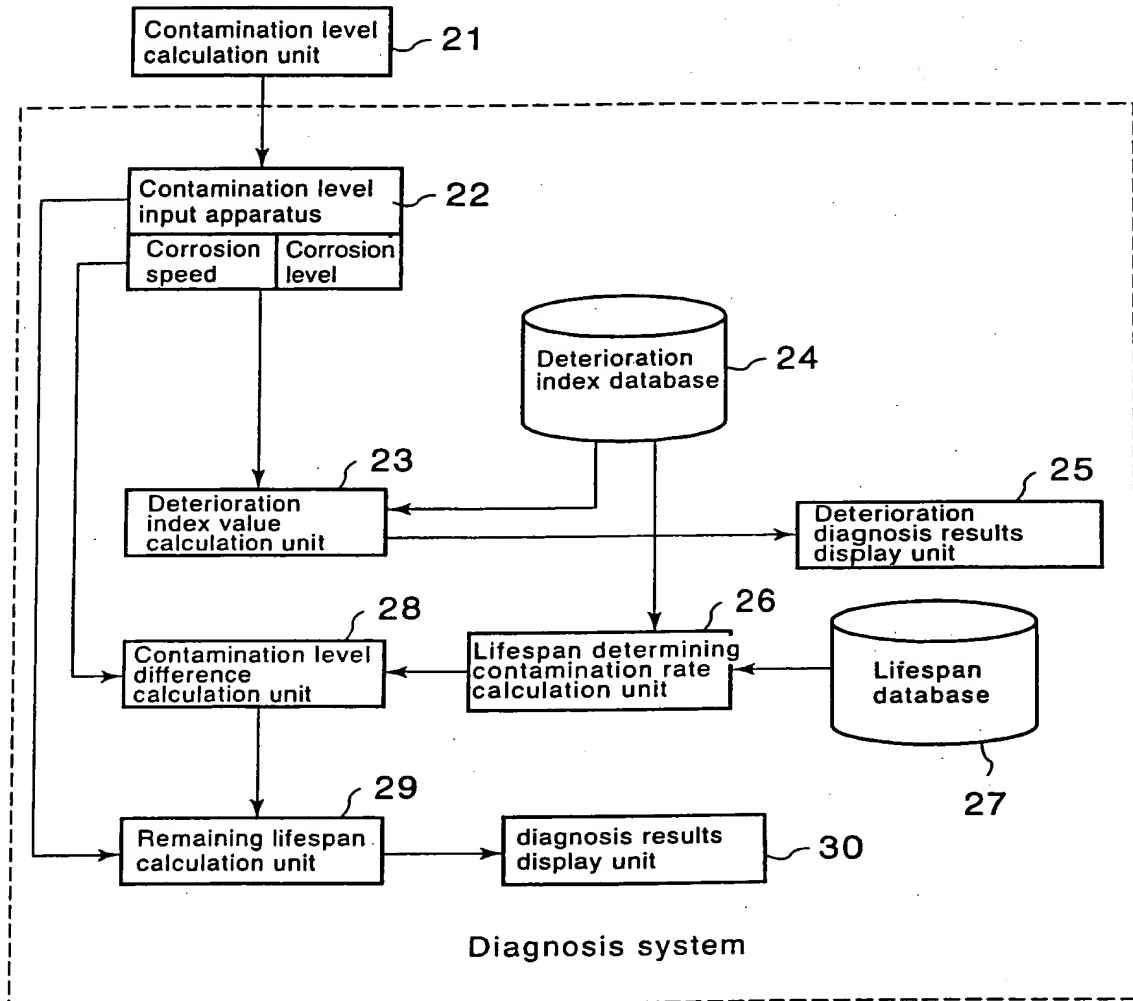 Contamination level
calculation unit
21
Contamination level
input apparatus
22
Corrosion
speed
Corrosion
level
Deterioration
index database
24
23
Deterioration
index value
calculation unit
25
Deterioration
diagnosis results
display unit
28
Contamination level
difference
calculation unit
26
Lifespan determining
contamination rate
calculation unit
Lifespan
database
27
29
Remaining lifespan
calculation unit
diagnosis results
display unit
30
Diagnosis system